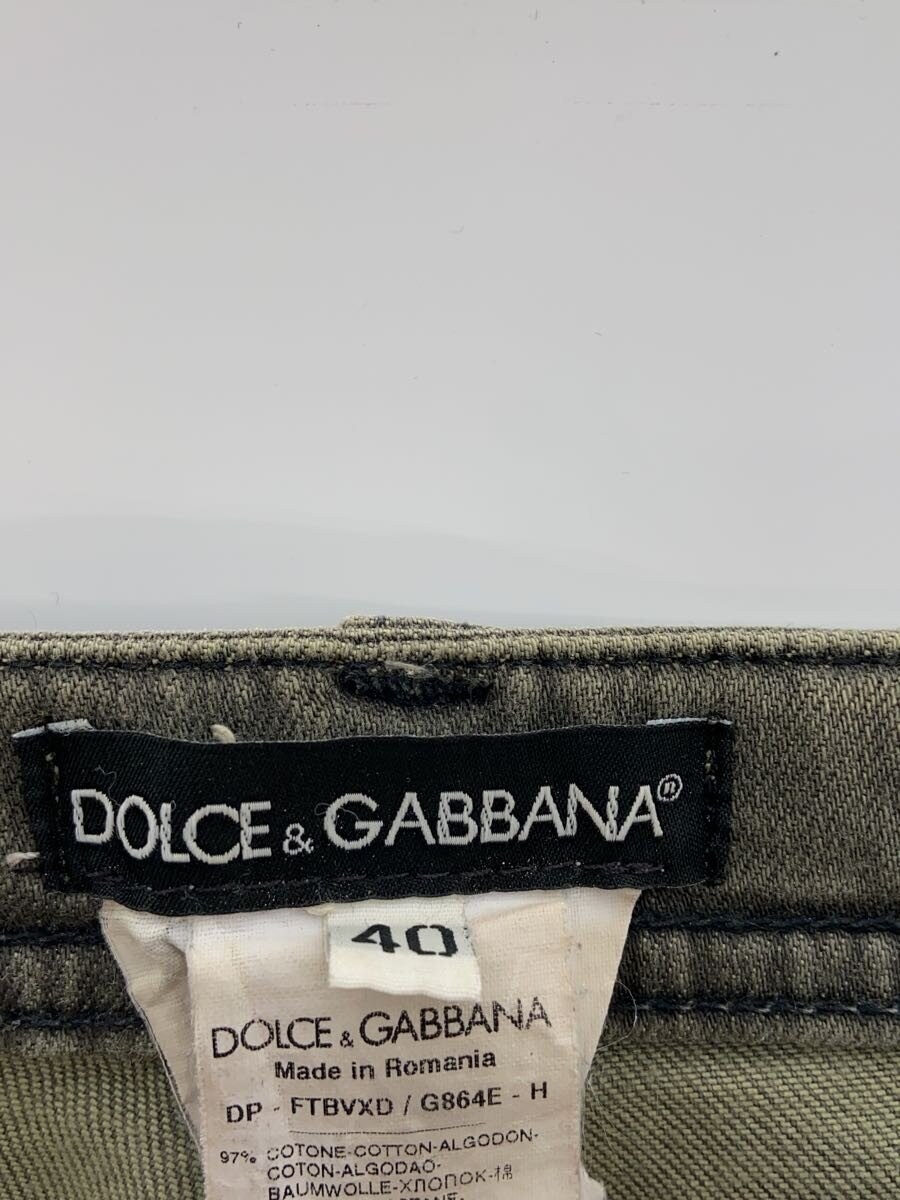 DOLCE & GABBANA®
40
DOLCE & GABBANA
Made in Romania
DP - FTBVXD / G864E - H
97% COTONE-COTTON-ALGODON-
COTON-ALGODAO-
BAUMWOLLE-ХЛОПОК-棉